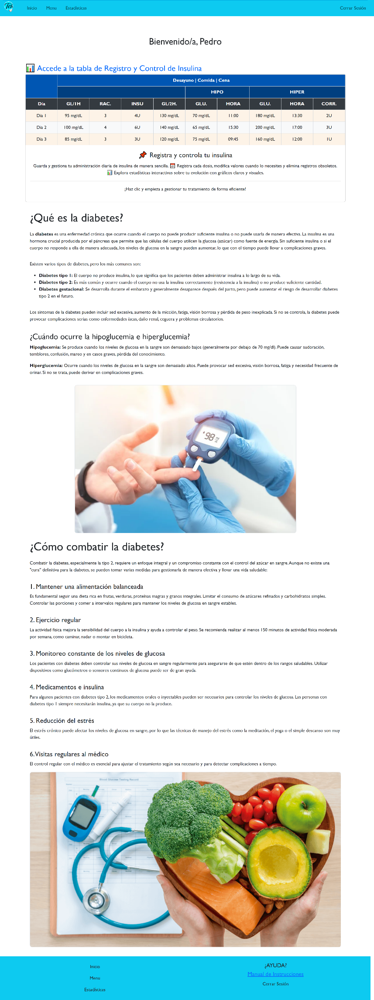 Tel
Inicio Menu Estadísticas Cerrar Sesión
Bienvenido/a, Pedro
Accede a la tabla de Registro y Control de Insulina
Desayuno | Comida | Cena
HIPO HIPER
Día GL/1H RAC. INSU GL/2H. GLU. HORA GLU. HORA CORR.
Día 1 95 mg/dL 3 4U 130 mg/dL 70 mg/dL 11:00 180 mg/dL 13:30 2U
Día 2 100 mg/dL 4 6U 140 mg/dL 65 mg/dL 15:30 200 mg/dL 17:00 3U
Día 3 85 mg/dL 3 3U 120 mg/dL 75 mg/dL 09:45 160 mg/dL 12:00 1U
Registra y controla tu insulina
Guarda y gestiona tu administración diaria de insulina de manera sencilla. Registra cada dosis, modifica valores cuando lo necesites y elimina registros obsoletos.
Explora estadísticas interactivas sobre tu evolución con gráficos claros y visuales.
¡Haz clic y empieza a gestionar tu tratamiento de forma eficiente!
¿Qué es la diabetes?
La diabetes es una enfermedad crónica que ocurre cuando el cuerpo no puede producir suficiente insulina o no puede usarla de manera efectiva. La insulina es una
hormona crucial producida por el páncreas que permite que las células del cuerpo utilicen la glucosa (azúcar) como fuente de energía. Sin suficiente insulina o si el
cuerpo no responde a ella de manera adecuada, los niveles de glucosa en la sangre pueden aumentar, lo que con el tiempo puede llevar a complicaciones graves.
Existen varios tipos de diabetes, pero los más comunes son:
• Diabetes tipo 1: El cuerpo no produce insulina, lo que significa que los pacientes deben administrar insulina a lo largo de su vida.
• Diabetes tipo 2: Es más común y ocurre cuando el cuerpo no usa la insulina correctamente (resistencia a la insulina) o no produce suficiente cantidad.
• Diabetes gestacional: Se desarrolla durante el embarazo y generalmente desaparece después del parto, pero puede aumentar el riesgo de desarrollar diabetes
tipo 2 en el futuro.
Los síntomas de la diabetes pueden incluir sed excesiva, aumento de la micción, fatiga, visión borrosa y pérdida de peso inexplicada. Si no se controla, la diabetes puede
provocar complicaciones serias como enfermedades íacas, daño renal, ceguera y problemas circulatorios.
¿Cuándo ocurre la hipoglucemia e hiperglucemia?
Hipoglucemia: Se produce cuando los niveles de glucosa en la sangre son demasiado bajos (generalmente por debajo de 70 mg/dl). Puede causar sudoración,
temblores, confusión, mareo y en casos graves, pérdida del conocimiento.
Hiperglucemia: Ocurre cuando los niveles de glucosa en la sangre son demasiado altos. Puede provocar sed excesiva, visión borrosa, fatiga y necesidad frecuente de
orinar. Si no se trata, puede derivar en complicaciones graves.
98
¿Cómo combatir la diabetes?
Combatir la diabetes, especialmente la tipo 2, requiere un enfoque integral y un compromiso constante con el control del azúcar en sangre. Aunque no existe una
"cura" definitiva para la diabetes, se pueden tomar varias medidas para gestionarla de manera efectiva y llevar una vida saludable:
1. Mantener una alimentación balanceada
Es fundamental seguir una dieta rica en frutas, verduras, proteínas magras y granos integrales. Limitar el consumo de azúcares refinados y carbohidratos simples.
Controlar las porciones y comer a intervalos regulares para mantener los niveles de glucosa en sangre estables.
2. Ejercicio regular
La actividad física mejora la sensibilidad del cuerpo a la insulina y ayuda a controlar el peso. Se recomienda realizar al menos 150 minutos de actividad física moderada
por semana, como caminar, nadar o montar en bicicleta.
3. Monitoreo constante de los niveles de glucosa
Los pacientes con diabetes deben controlar sus niveles de glucosa en sangre regularmente para asegurarse de que estén dentro de los rangos saludables. Utilizar
dispositivos como glucómetros o sensores continuos de glucosa puede ser de gran ayuda.
4. Medicamentos e insulina
Para algunos pacientes con diabetes tipo 2, los medicamentos orales o inyectables pueden ser necesarios para controlar los niveles de glucosa. Las personas con
diabetes tipo 1 siempre necesitarán insulina, ya que su cuerpo no la produce.
5. Reducción del estrés
El estrés crónico puede afectar los niveles de glucosa en sangre, por lo que las técnicas de manejo del estrés como la meditación, el yoga o el simple descanso son muy
útiles.
6. Visitas regulares al médico
El control regular con el médico es esencial para ajustar el tratamiento según sea necesario y para detectar complicaciones a tiempo.
Blood Glucose Testing Record
Inicio
Menu
Estadísticas
¿AYUDA?
Manual de Instrucciones
Cerrar Sesión